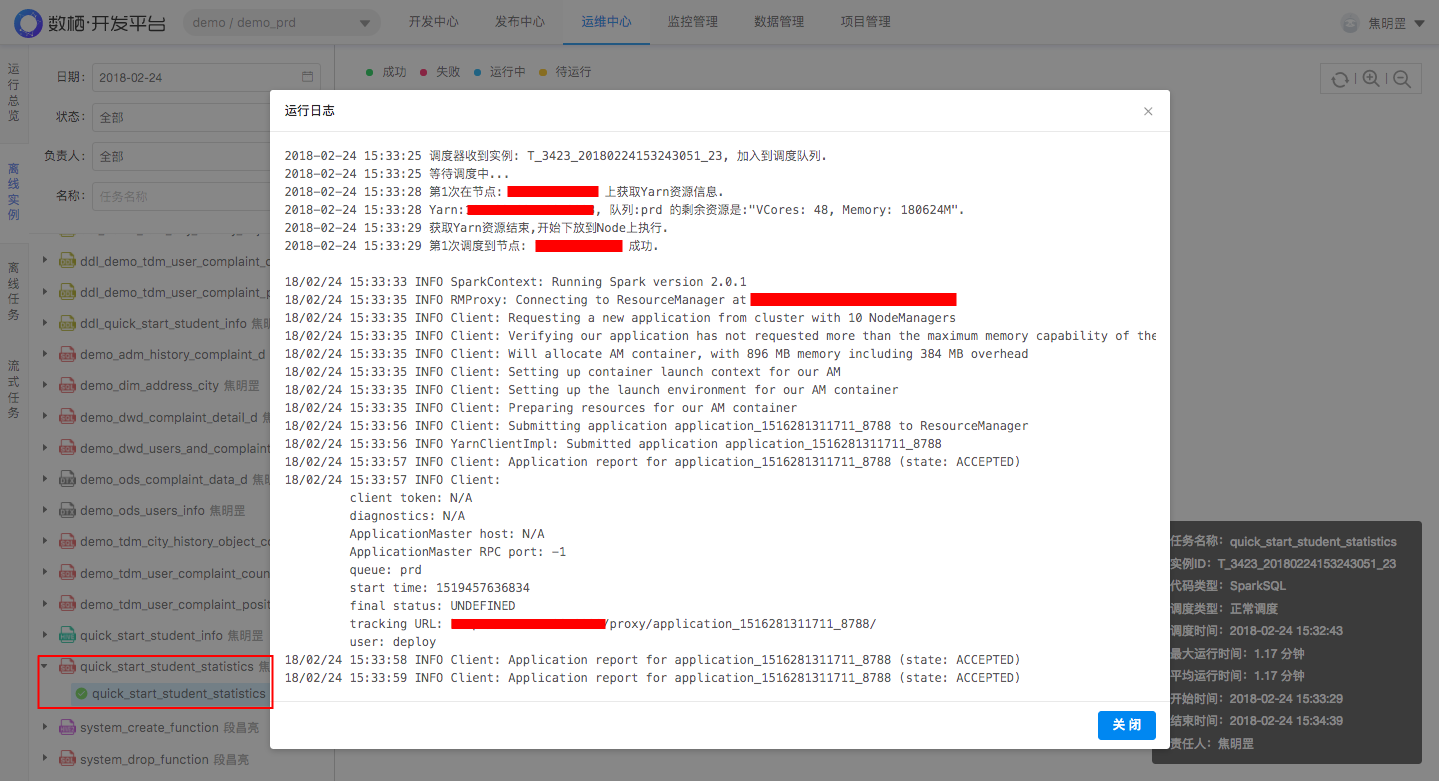 数栖·开发平台
demo / demo_prd
开发中心
发布中心
运维中心
监控管理
数据管理
项目管理
焦明罡
运行总览
离线实例
离线任务
流式任务
日期：
2018-02-24
状态：
全部
负责人：
全部
名称：
任务名称
成功
失败
运行中
待运行
ddl_demo_tdm_user_complaint_c
ddl_demo_tdm_user_complaint_p
ddl_quick_start_student_info 焦明
demo_adm_history_complaint_d
demo_dim_address_city 焦明罡
demo_dwd_complaint_detail_d 焦
demo_dwd_users_and_complaint
demo_ods_complaint_data_d 焦明
demo_ods_users_info 焦明罡
demo_tdm_city_history_object_co
demo_tdm_user_complaint_coun
demo_tdm_user_complaint_posit
quick_start_student_info 焦明罡
quick_start_student_statistics 焦
quick_start_student_statistics
system_create_function 段昌亮
system_drop_function 段昌亮
运行日志
×
2018-02-24 15:33:25 调度器收到实例: T_3423_20180224153243051_23, 加入到调度队列.
2018-02-24 15:33:25 等待调度中...
2018-02-24 15:33:28 第1次在节点: 上获取Yarn资源信息.
2018-02-24 15:33:28 Yarn: , 队列:prd 的剩余资源是:"VCores: 48, Memory: 180624M".
2018-02-24 15:33:29 获取Yarn资源结束,开始下放到Node上执行.
2018-02-24 15:33:29 第1次调度到节点: 成功.
18/02/24 15:33:33 INFO SparkContext: Running Spark version 2.0.1
18/02/24 15:33:35 INFO RMProxy: Connecting to ResourceManager at
18/02/24 15:33:35 INFO Client: Requesting a new application from cluster with 10 NodeManagers
18/02/24 15:33:35 INFO Client: Verifying our application has not requested more than the maximum memory capability of the
18/02/24 15:33:35 INFO Client: Will allocate AM container, with 896 MB memory including 384 MB overhead
18/02/24 15:33:35 INFO Client: Setting up container launch context for our AM
18/02/24 15:33:35 INFO Client: Setting up the launch environment for our AM container
18/02/24 15:33:35 INFO Client: Preparing resources for our AM container
18/02/24 15:33:56 INFO Client: Submitting application application_1516281311711_8788 to ResourceManager
18/02/24 15:33:56 INFO YarnClientImpl: Submitted application application_1516281311711_8788
18/02/24 15:33:57 INFO Client: Application report for application_1516281311711_8788 (state: ACCEPTED)
18/02/24 15:33:57 INFO Client:
client token: N/A
diagnostics: N/A
ApplicationMaster host: N/A
ApplicationMaster RPC port: -1
queue: prd
start time: 1519457636834
final status: UNDEFINED
tracking URL: /proxy/application_1516281311711_8788/
user: deploy
18/02/24 15:33:58 INFO Client: Application report for application_1516281311711_8788 (state: ACCEPTED)
18/02/24 15:33:59 INFO Client: Application report for application_1516281311711_8788 (state: ACCEPTED)
关 闭
任务名称：quick_start_student_statistics
实例ID：T_3423_20180224153243051_23
代码类型：SparkSQL
调度类型：正常调度
调度时间：2018-02-24 15:32:43
最大运行时间：1.17 分钟
平均运行时间：1.17 分钟
开始时间：2018-02-24 15:33:29
结束时间：2018-02-24 15:34:39
责任人：焦明罡